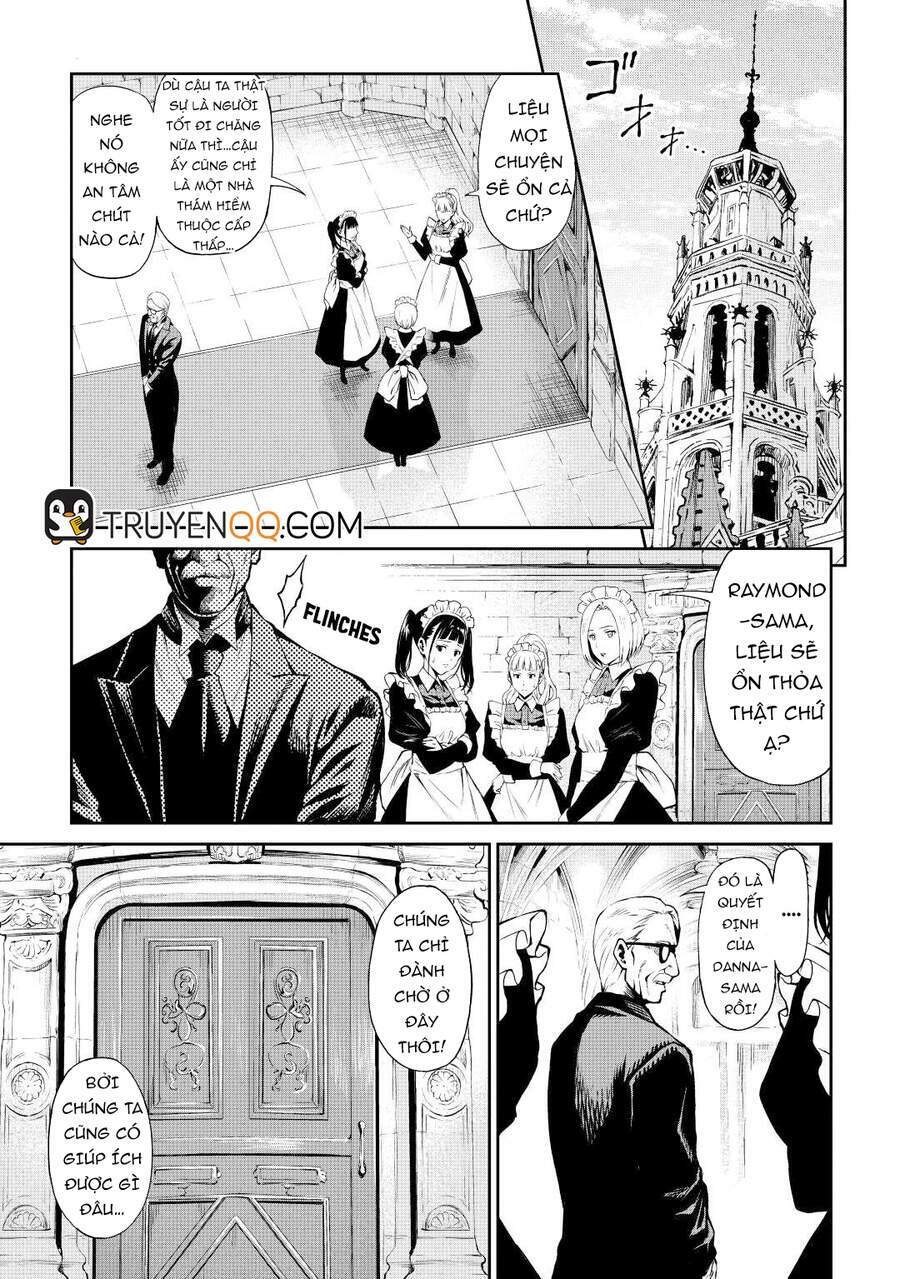 ゴ
オ
オ...
LIỆU
MỌI
CHUYỆN
SẼ ỔN CẢ
CHỨ?
DÙ CẬU TA THẬT
SỰ LÀ NGƯỜI
TỐT ĐI CHĂNG
NỮA THÌ...CẬU
ẤY CŨNG CHỈ
LÀ MỘT NHÀ
THÁM HIỂM
THUỘC CẤP
THẤP...
NGHE
NÓ
KHÔNG
AN TÂM
CHÚT
NÀO CẢ!
TRUYENQQ.COM
RAYMOND
-SAMA,
LIỆU SẼ
ỔN THỎA
THẬT CHỨ
Ạ?
FLINCHES
.....
ĐÓ LÀ
QUYẾT
ĐỊNH
CỦA
DANNA-
SAMA
RỒI!
CHÚNG
TA CHỈ
ĐÀNH
CHỜ Ở
ĐÂY
THÔI!
BỞI
CHÚNG TA
CŨNG CÓ
GIÚP ÍCH
ĐƯỢC GÌ
ĐÂU...